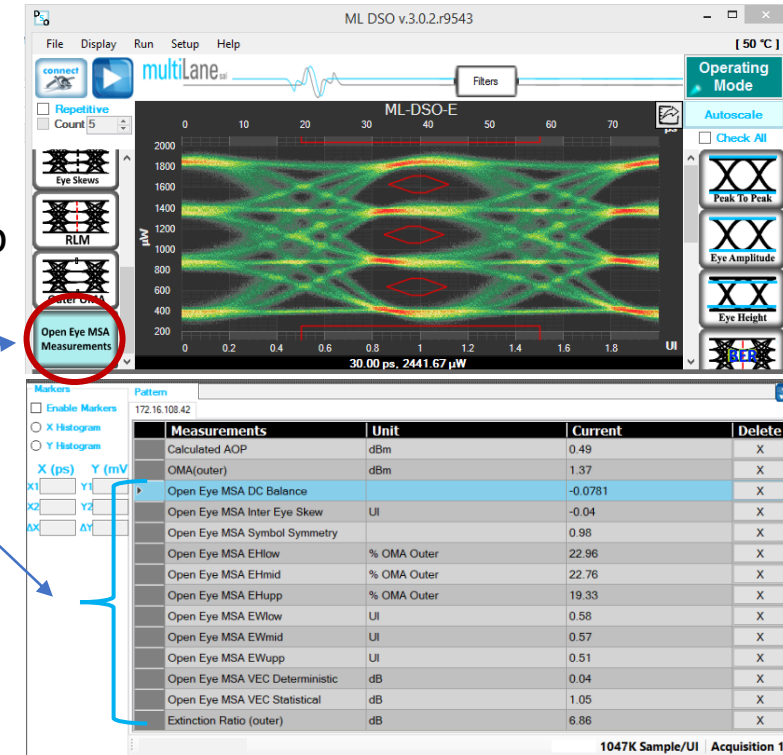 ML DSO v.3.0.2.r9543
File Display Run Setup Help [ 50 °C ]
connect
multiLane sal
Filters
Operating Mode
Repetitive
Count 5
Autoscale
Check All
ML-DSO-E
0 10 20 30 40 50 60 70
ps
2000
1800
1600
1400
1200
1000
800
600
400
200
µW
0 0.2 0.4 0.6 0.8 1 1.2 1.4 1.6 1.8 UI
30.00 ps, 2441.67 µW
Eye Skews
RLM
Outer OMA
Open Eye MSA
Measurements
Peak To Peak
Eye Amplitude
Eye Height
BER
Markers
Enable Markers
X Histogram
Y Histogram
X (ps) Y (mV
X1 Y1
X2 Y2
ΔX ΔY
Pattern
172.16.108.42
Measurements Unit Current Delete
Calculated AOP dBm 0.49 X
OMA(outer) dBm 1.37 X
Open Eye MSA DC Balance -0.0781 X
Open Eye MSA Inter Eye Skew UI -0.04 X
Open Eye MSA Symbol Symmetry 0.98 X
Open Eye MSA EHlow % OMA Outer 22.96 X
Open Eye MSA EHmid % OMA Outer 22.76 X
Open Eye MSA EHupp % OMA Outer 19.33 X
Open Eye MSA EWlow UI 0.58 X
Open Eye MSA EWmid UI 0.57 X
Open Eye MSA EWupp UI 0.51 X
Open Eye MSA VEC Deterministic dB 0.04 X
Open Eye MSA VEC Statistical dB 1.05 X
Extinction Ratio (outer) dB 6.86 X
1047K Sample/UI Acquisition 1